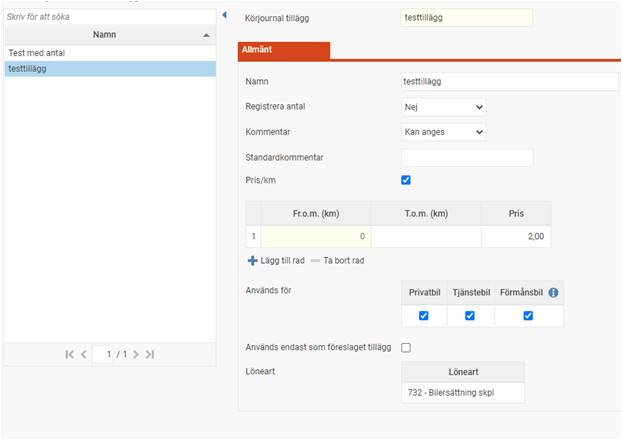 Skriv för att söka
Namn
Test med antal
testtillägg
1 / 1
Körjournal tillägg testtillägg
Allmänt
Namn testtillägg
Registrera antal Nej
Kommentar Kan anges
Standardkommentar
Pris/km
Fr.o.m. (km) T.o.m. (km) Pris
1 0 2,00
Lägg till rad Ta bort rad
Används för Privatbil Tjänstebil Förmånsbil
Används endast som föreslaget tillägg
Löneart Löneart
732 - Bilersättning skpl